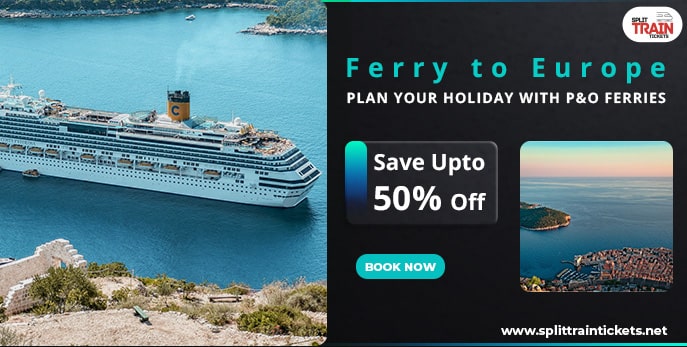 SPLIT
TRAIN
TICKETS
Ferry to Europe
PLAN YOUR HOLIDAY WITH P&O FERRIES
Save Upto
50% Off
BOOK NOW
www.splittraintickets.net
C